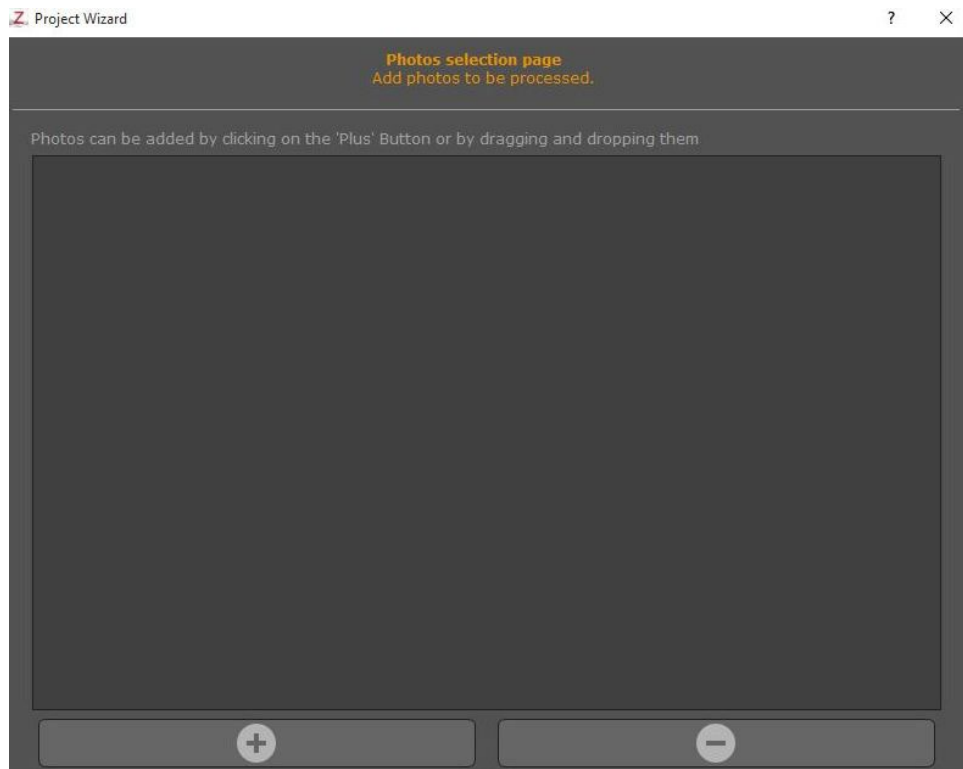 Z Project Wizard ?
Photos selection page
Add photos to be processed.
Photos can be added by clicking on the 'Plus' Button or by dragging and dropping them